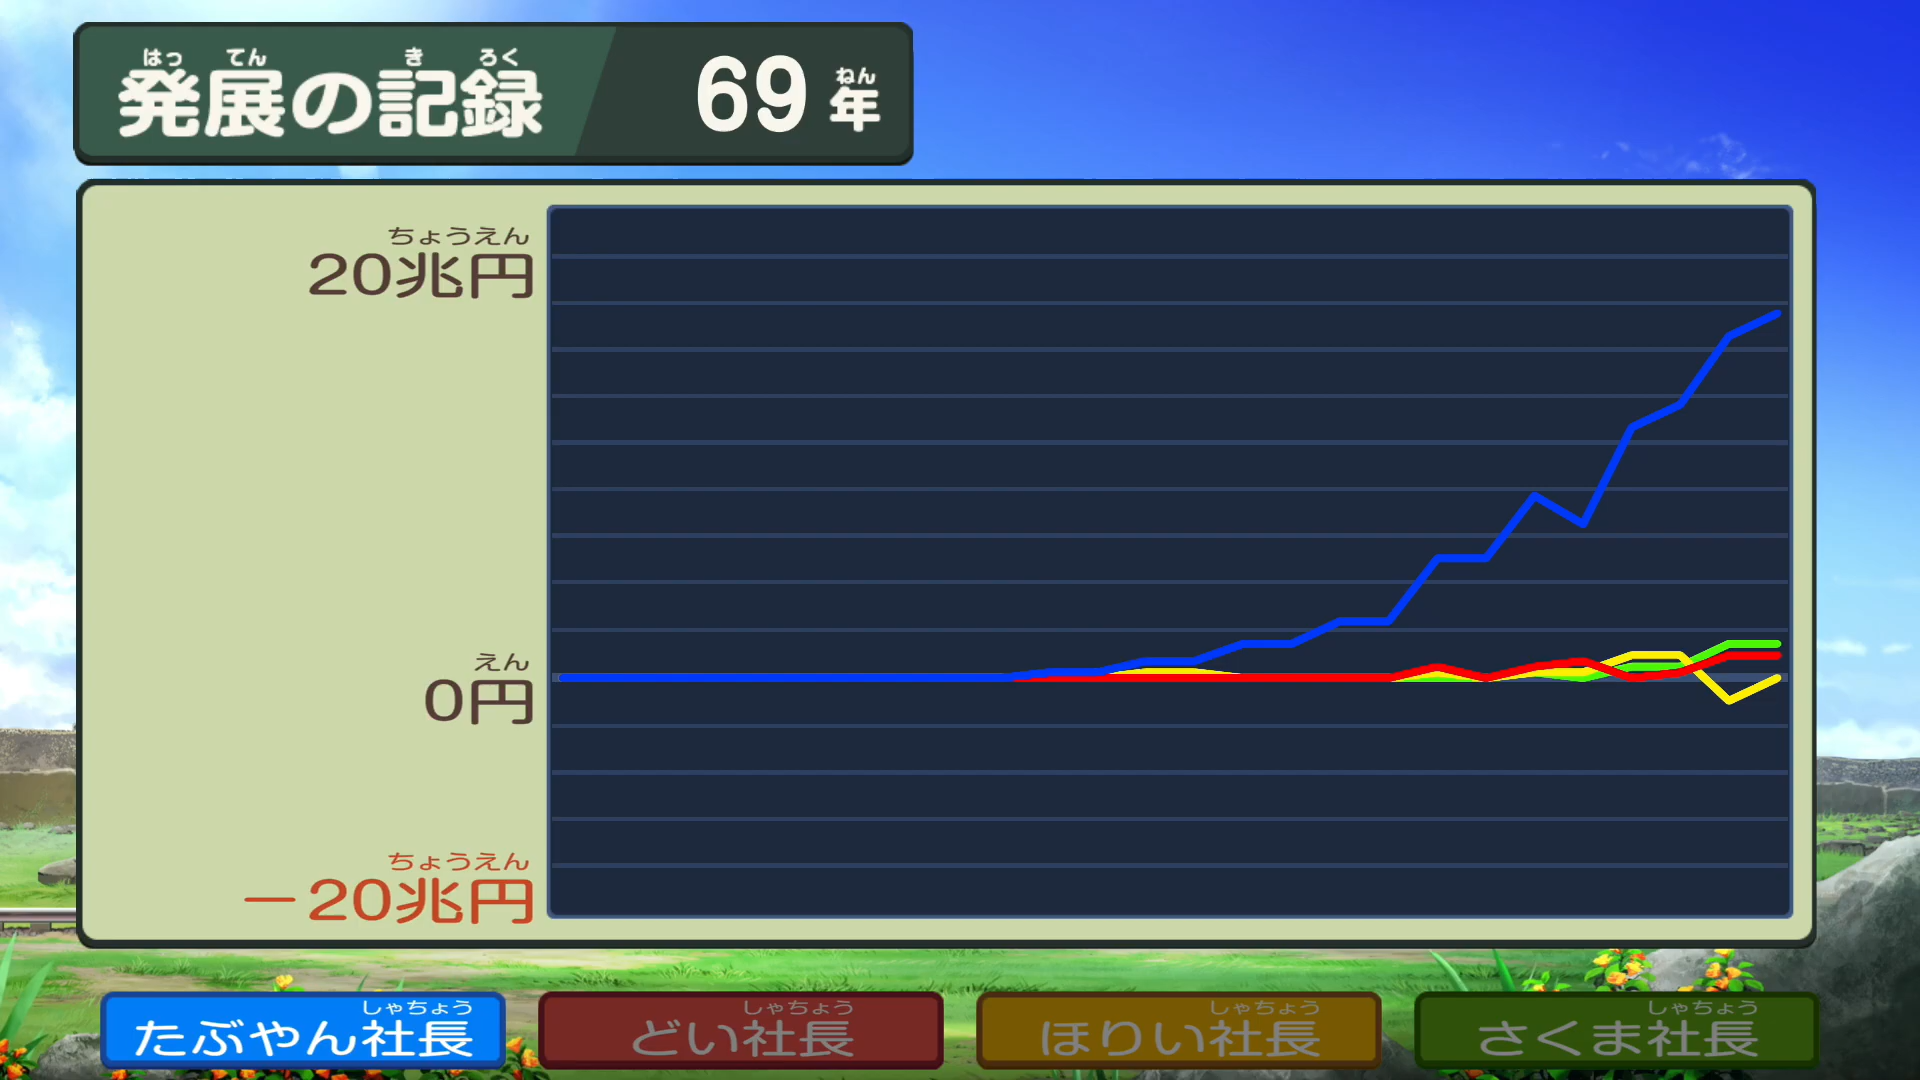 はってん きろく
発展の記録
ねん
69年
ちょうえん
20兆円
えん
0円
ちょうえん
－20兆円
しゃちょう
たぶやん社長
しゃちょう
どい社長
しゃちょう
ほりい社長
しゃちょう
さくま社長